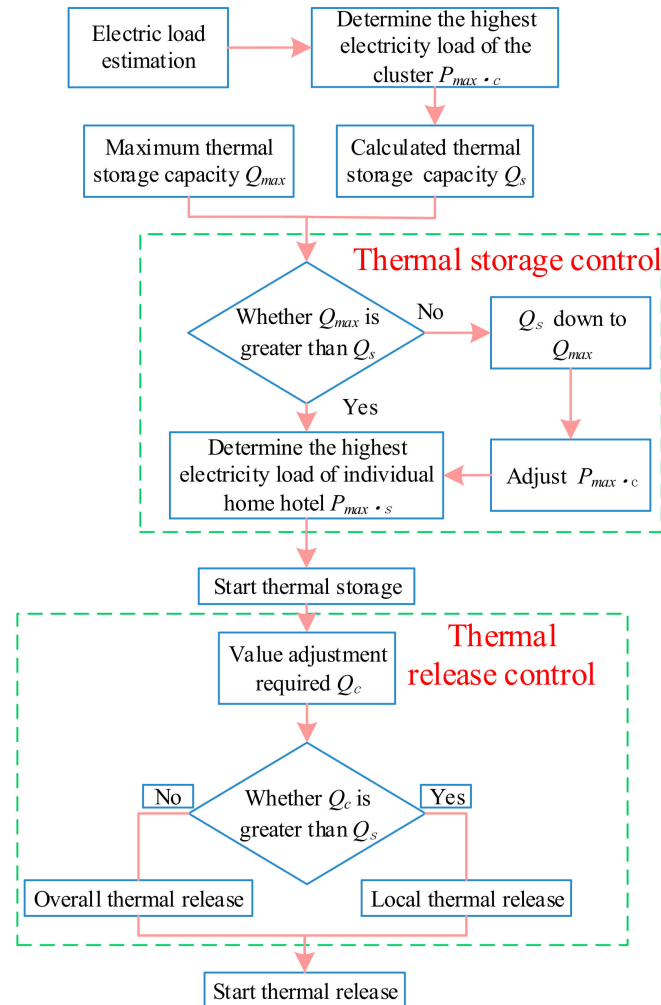 Electric load
estimation
Determine the highest
electricity load of the
cluster Pmax・c
Maximum thermal
storage capacity Qmax
Calculated thermal
storage capacity Qs
Thermal storage control
Whether Qmax is
greater than Qs
No
Qs down to
Qmax
Yes
Determine the highest
electricity load of individual
home hotel Pmax・s
Adjust Pmax・c
Start thermal storage
Thermal
release control
Value adjustment
required Qc
Whether Qc is
greater than Qs
No
Yes
Overall thermal release
Local thermal release
Start thermal release